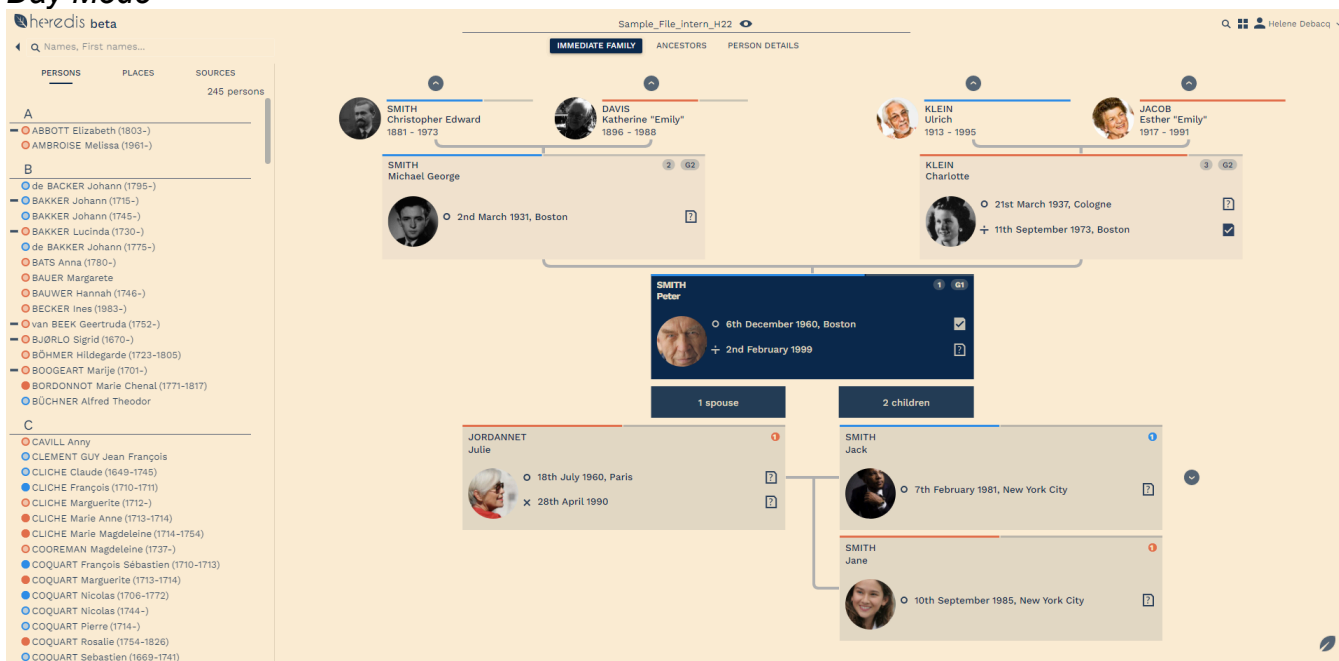 Day Mode
heredis beta
Sample_File_intern_H22
Helene Debacq
Names, First names...
IMMEDIATE FAMILY ANCESTORS PERSON DETAILS
PERSONS PLACES SOURCES
245 persons
A
ABBOTT Elizabeth (1803-)
AMBROISE Melissa (1961-)
B
de BACKER Johann (1795-)
BAKKER Johann (1715-)
BAKKER Johann (1745-)
BAKKER Lucinda (1730-)
de BAKKER Johann (1775-)
BATS Anna (1780-)
BAUER Margarete
BAUWER Hannah (1746-)
BECKER Ines (1983-)
van BEEK Geertruda (1752-)
BJØRLO Sigrid (1670-)
BÖHMER Hildegarde (1723-1805)
BOOGEART Marije (1701-)
BORDONNOT Marie Chenal (1771-1817)
BÜCHNER Alfred Theodor
C
CAVILL Anny
CLEMENT GUY Jean François
CLICHE Claude (1649-1745)
CLICHE François (1710-1711)
CLICHE Marguerite (1712-)
CLICHE Marie Anne (1713-1714)
CLICHE Marie Magdeleine (1714-1754)
COOREMAN Magdeleine (1737-)
COQUART François Sébastien (1710-1713)
COQUART Marguerite (1713-1714)
COQUART Nicolas (1706-1772)
COQUART Nicolas (1744-)
COQUART Pierre (1714-)
COQUART Rosalie (1754-1826)
COQUART Sebastien (1669-1741)
SMITH
Christopher Edward
1881 - 1973
DAVIS
Katherine "Emily"
1896 - 1988
KLEIN
Ulrich
1913 - 1995
JACOB
Esther "Emily"
1917 - 1991
SMITH 2 G2
Michael George
2nd March 1931, Boston ?
KLEIN 3 G2
Charlotte
21st March 1937, Cologne ?
11th September 1973, Boston
SMITH 1 G1
Peter
6th December 1960, Boston
2nd February 1999 ?
1 spouse
2 children
JORDANNET 1
Julie
18th July 1960, Paris ?
28th April 1990 ?
SMITH 1
Jack
7th February 1981, New York City ?
SMITH 1
Jane
10th September 1985, New York City ?